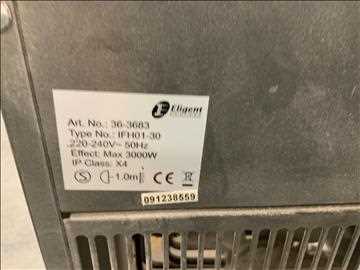 Eligent
Art. No.: 36-3683
Type No.: IFH01-30
220-240V~ 50Hz
Effect: Max 3000W
IP Class: X4
S 1.0m CE
091238559